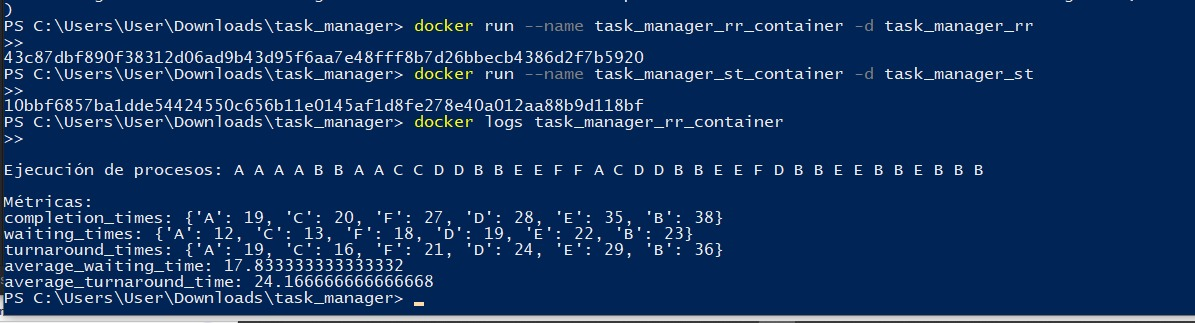 )
PS C:\Users\User\Downloads\task_manager> docker run --name task_manager_rr_container -d task_manager_rr
>>
43c87dbf890f38312d06ad9b43d95f6aa7e48fff8b7d26bbecb4386d2f7b5920
PS C:\Users\User\Downloads\task_manager> docker run --name task_manager_st_container -d task_manager_st
>>
10bbf6857ba1dde54424550c656b11e0145af1d8fe278e40a012aa88b9d118bf
PS C:\Users\User\Downloads\task_manager> docker logs task_manager_rr_container
>>
Ejecución de procesos: A A A A B B A A C C D D B B E E F F A C D D B B E E F D B B E E B B E B B B
Métricas:
completion_times: {'A': 19, 'C': 20, 'F': 27, 'D': 28, 'E': 35, 'B': 38}
waiting_times: {'A': 12, 'C': 13, 'F': 18, 'D': 19, 'E': 22, 'B': 23}
turnaround_times: {'A': 19, 'C': 16, 'F': 21, 'D': 24, 'E': 29, 'B': 36}
average_waiting_time: 17.833333333333332
average_turnaround_time: 24.166666666666668
PS C:\Users\User\Downloads\task_manager>